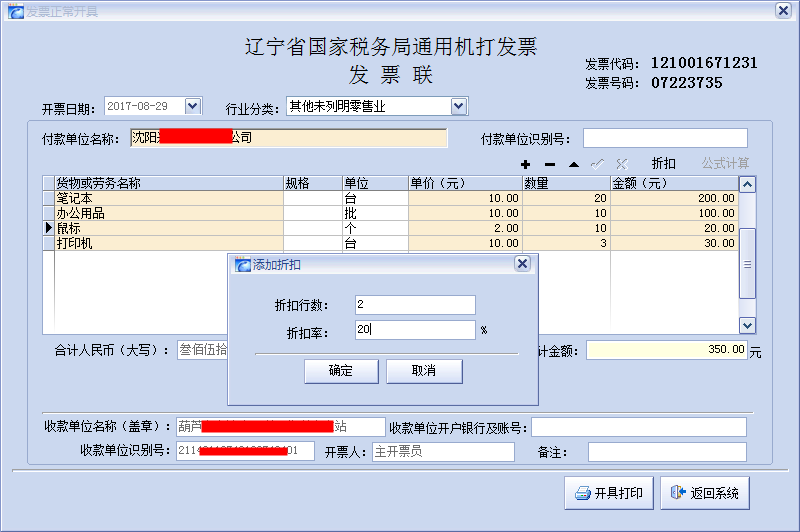 发票正常开具
辽宁省国家税务局通用机打发票
发 票 联
发票代码： 121001671231
发票号码： 07223735
开票日期： 2017-08-29 行业分类： 其他未列明零售业
付款单位名称： 沈阳 公司 付款单位识别号：
折扣 公式计算
货物或劳务名称 规格 单位 单价（元） 数量 金额（元）
笔记本 台 10.00 20 200.00
办公用品 批 10.00 10 100.00
鼠标 个 2.00 10 20.00
打印机 台 10.00 3 30.00
添加折扣
折扣行数： 2
折扣率： 20 %
确定 取消
合计人民币（大写）： 叁佰伍拾 计金额： 350.00 元
收款单位名称（盖章）： 葫芦 站 收款单位开户银行及账号：
收款单位识别号： 211 01 开票人： 主开票员 备注：
开具打印 返回系统